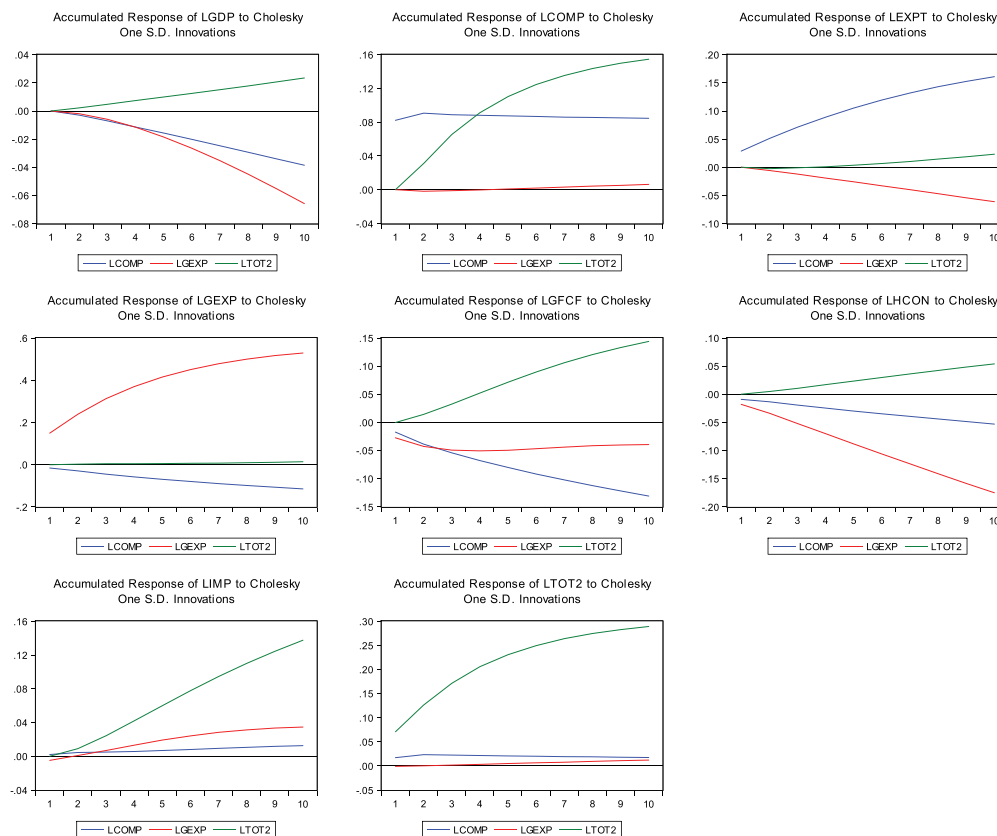 Accumulated Response of LGDP to Cholesky
One S.D. Innovations
.04
.02
.00
-.02
-.04
-.06
-.08
1 2 3 4 5 6 7 8 9 10
LCOMP LGEXP LTOT2
Accumulated Response of LCOMP to Cholesky
One S.D. Innovations
.16
.12
.08
.04
.00
-.04
1 2 3 4 5 6 7 8 9 10
LCOMP LGEXP LTOT2
Accumulated Response of LEXPT to Cholesky
One S.D. Innovations
.20
.15
.10
.05
.00
-.05
-.10
1 2 3 4 5 6 7 8 9 10
LCOMP LGEXP LTOT2
Accumulated Response of LGEXP to Cholesky
One S.D. Innovations
.6
.4
.2
.0
-.2
1 2 3 4 5 6 7 8 9 10
LCOMP LGEXP LTOT2
Accumulated Response of LGFCF to Cholesky
One S.D. Innovations
.15
.10
.05
.00
-.05
-.10
-.15
1 2 3 4 5 6 7 8 9 10
LCOMP LGEXP LTOT2
Accumulated Response of LHCON to Cholesky
One S.D. Innovations
.10
.05
.00
-.05
-.10
-.15
-.20
1 2 3 4 5 6 7 8 9 10
LCOMP LGEXP LTOT2
Accumulated Response of LIMP to Cholesky
One S.D. Innovations
.16
.12
.08
.04
.00
-.04
1 2 3 4 5 6 7 8 9 10
LCOMP LGEXP LTOT2
Accumulated Response of LTOT2 to Cholesky
One S.D. Innovations
.30
.25
.20
.15
.10
.05
.00
-.05
1 2 3 4 5 6 7 8 9 10
LCOMP LGEXP LTOT2